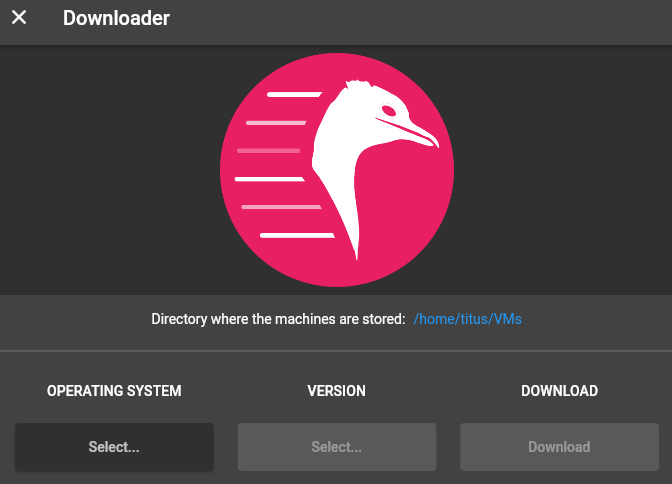 Downloader
Directory where the machines are stored: /home/titus/VMs
OPERATING SYSTEM VERSION DOWNLOAD
Select... Select... Download